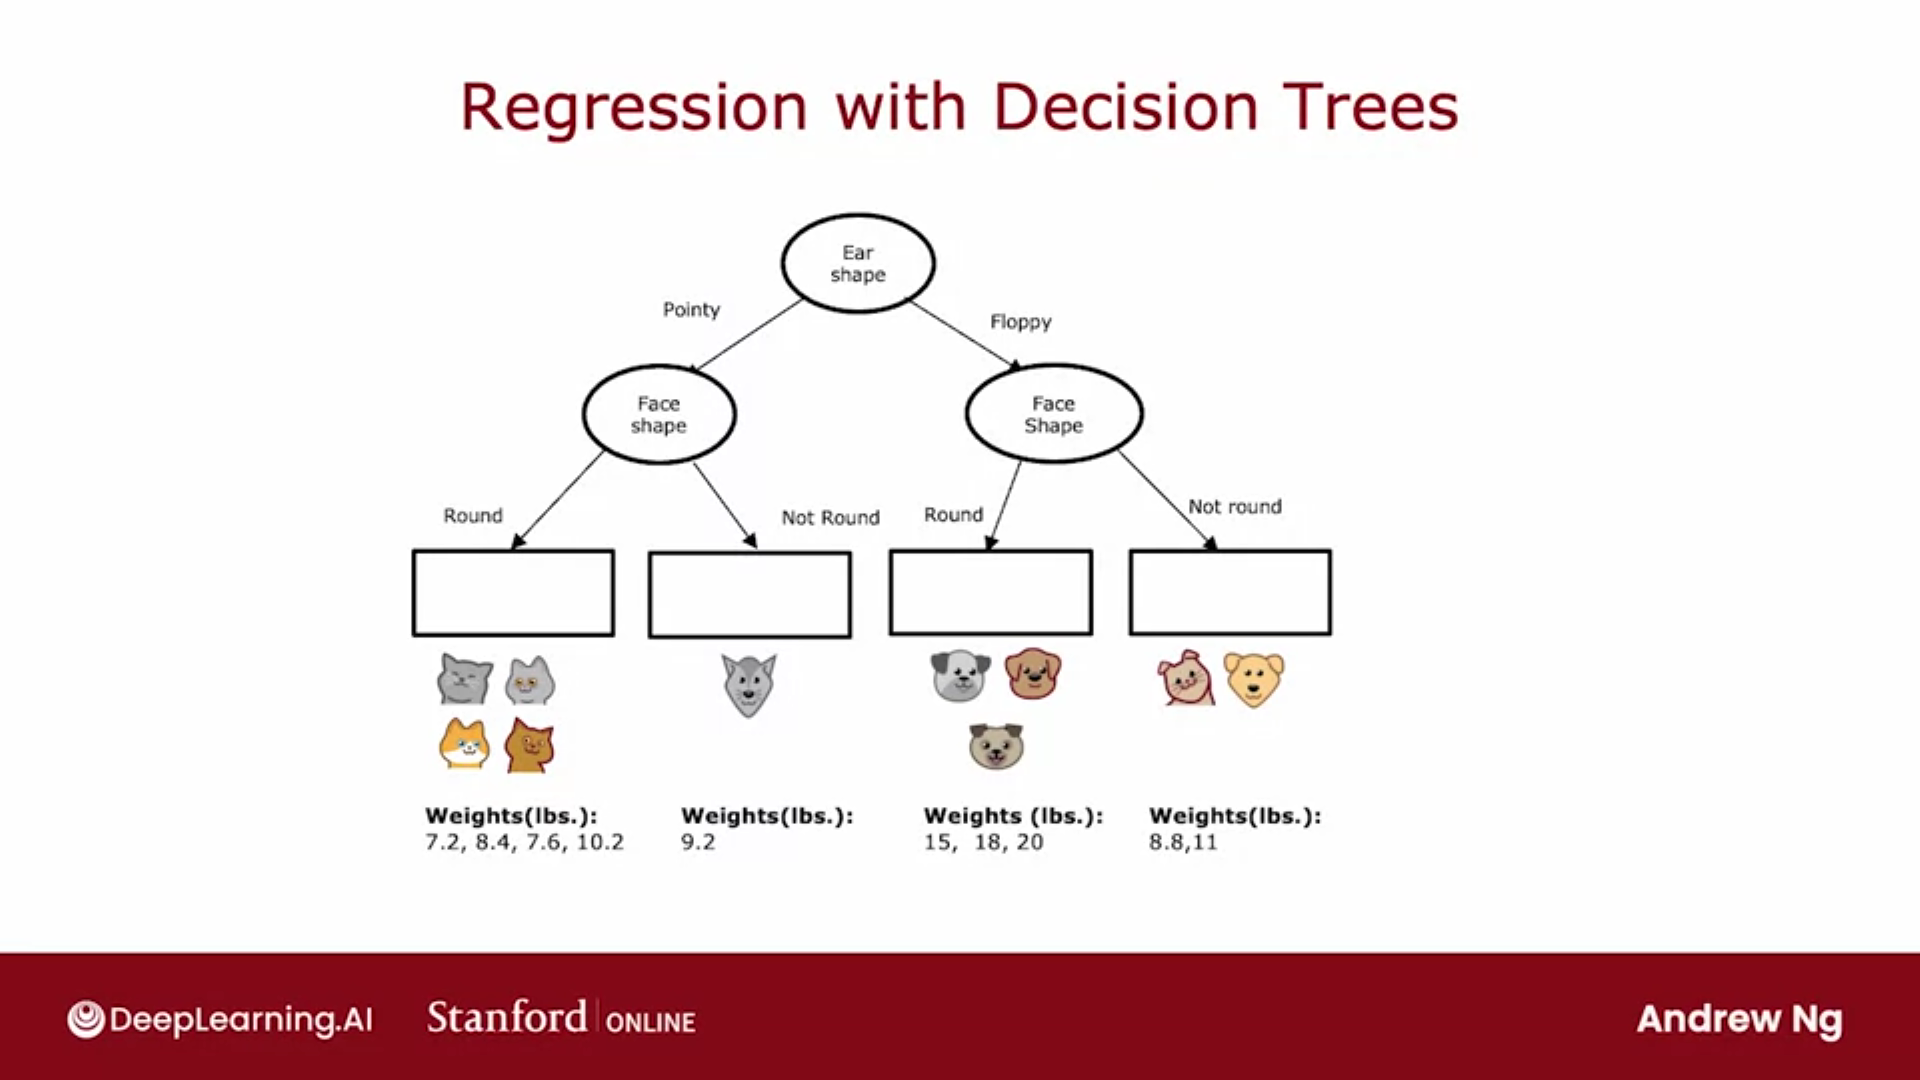 Regression with Decision Trees
Ear
shape
Pointy
Floppy
Face
shape
Face
Shape
Round
Not Round
Round
Not round
Weights(lbs.):
7.2, 8.4, 7.6, 10.2
Weights(lbs.):
9.2
Weights (lbs.):
15, 18, 20
Weights(lbs.):
8.8,11
DeepLearning.AI
Stanford ONLINE
Andrew Ng